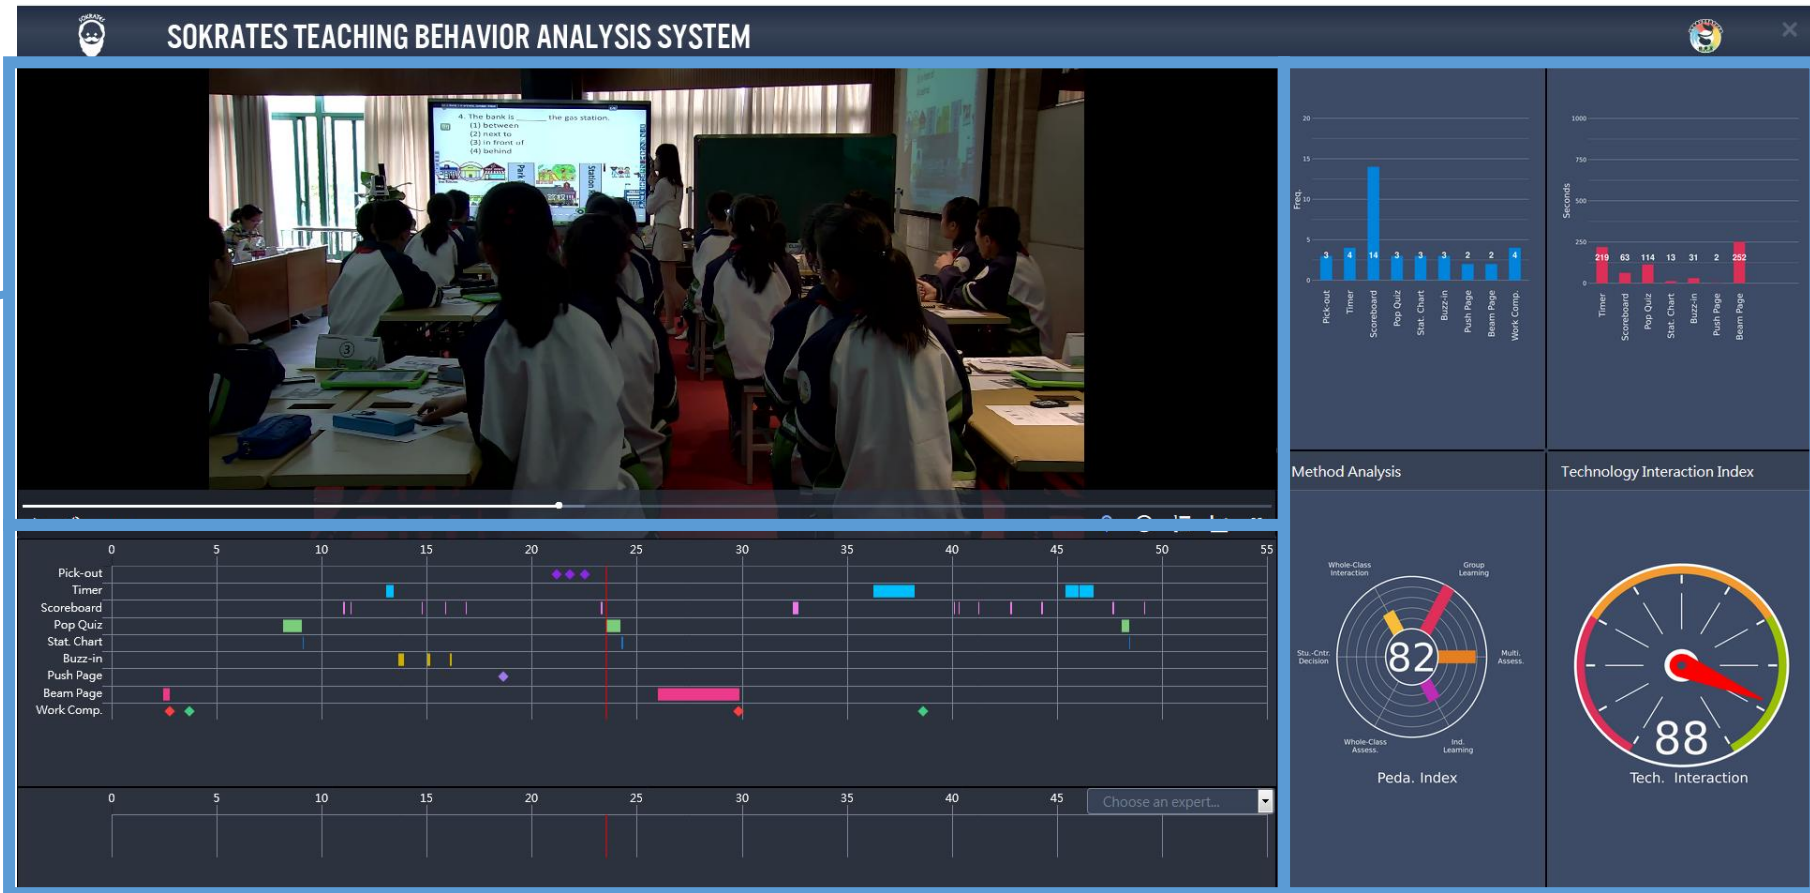 SOKRATES
SOKRATES TEACHING BEHAVIOR ANALYSIS SYSTEM
4. The bank is ______ the gas station.
(1) between
(2) next to
(3) in front of
(4) behind
Park
Station
3
20
15
10
5
0
Freq.
3 4 14 3 3 3 2 2 4
Pick-out
Timer
Scoreboard
Pop Quiz
Stat. Chart
Buzz-in
Push Page
Beam Page
Work Comp.
1000
750
500
250
0
Seconds
219 63 114 13 31 2 252
Timer
Scoreboard
Pop Quiz
Stat. Chart
Buzz-in
Push Page
Beam Page
0 5 10 15 20 25 30 35 40 45 50 55
Pick-out
Timer
Scoreboard
Pop Quiz
Stat. Chart
Buzz-in
Push Page
Beam Page
Work Comp.
0 5 10 15 20 25 30 35 40 45
Choose an expert...
Method Analysis
Whole-Class
Interaction
Group
Learning
Stu.-Cntr.
Decision
82
Multi.
Assess.
Whole-Class
Assess.
Ind.
Learning
Peda. Index
Technology Interaction Index
88
Tech. Interaction